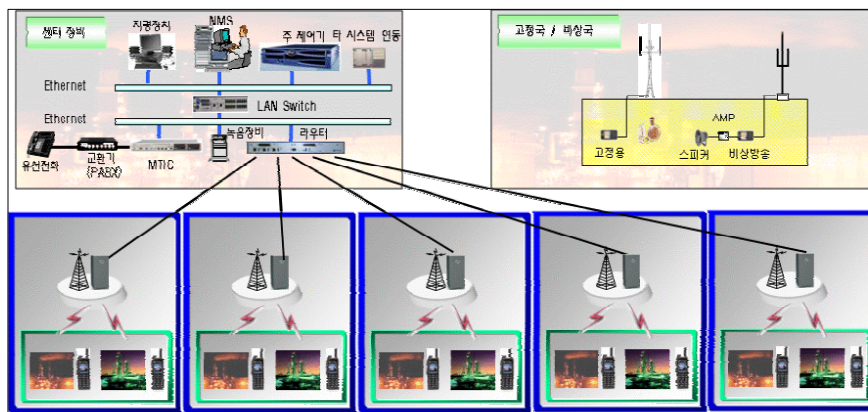 센터 장비
지령장치
NMS
주 제어기
타 시스템 연동
Ethernet
LAN Switch
Ethernet
유선전화
교환기
(PABX)
녹음장비
라우터
고정국 / 비상국
AMP
고정용
스피커
비상방송